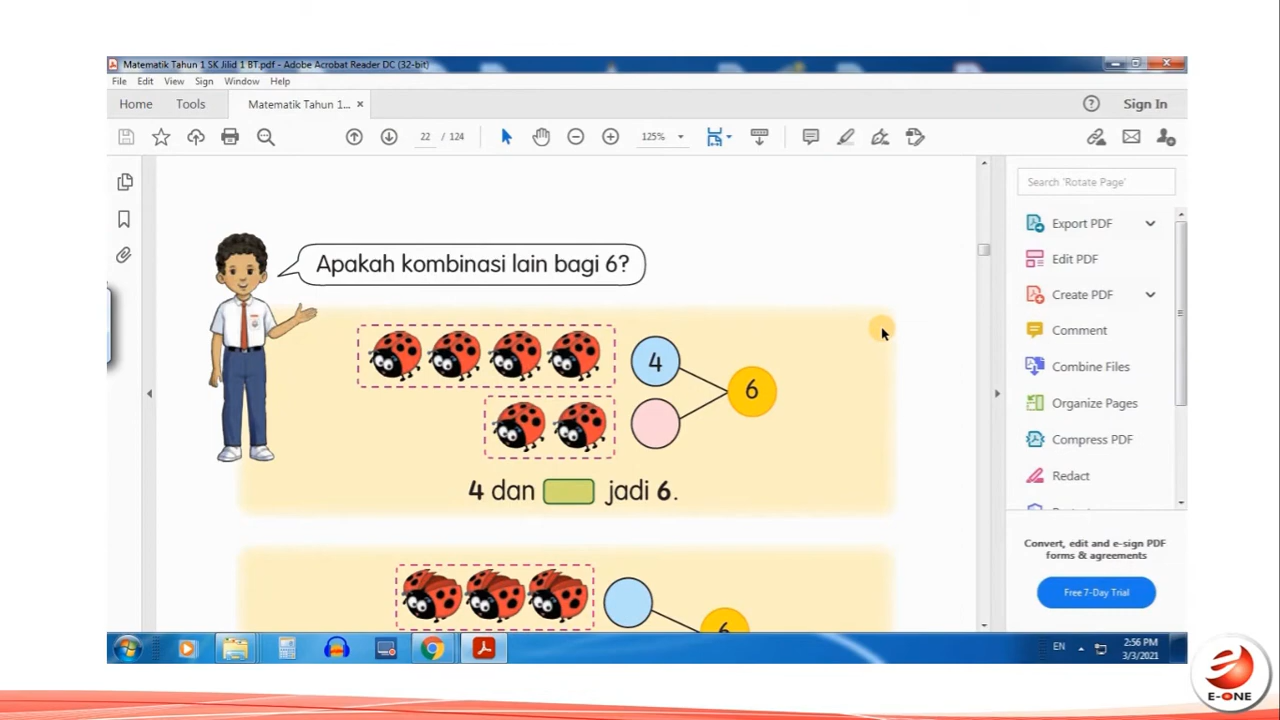 Matematik Tahun 1 SK Jilid 1 BT.pdf - Adobe Acrobat Reader DC (32-bit)
File Edit View Sign Window Help
Home Tools Matematik Tahun 1... × Sign In
22 / 124 125%
Search 'Rotate Page'
Export PDF
Edit PDF
Create PDF
Comment
Combine Files
Organize Pages
Compress PDF
Redact
Convert, edit and e-sign PDF
forms & agreements
Free 7-Day Trial
Apakah kombinasi lain bagi 6?
4
6
4 dan jadi 6.
6
EN 2:56 PM
3/3/2021
E-ONE